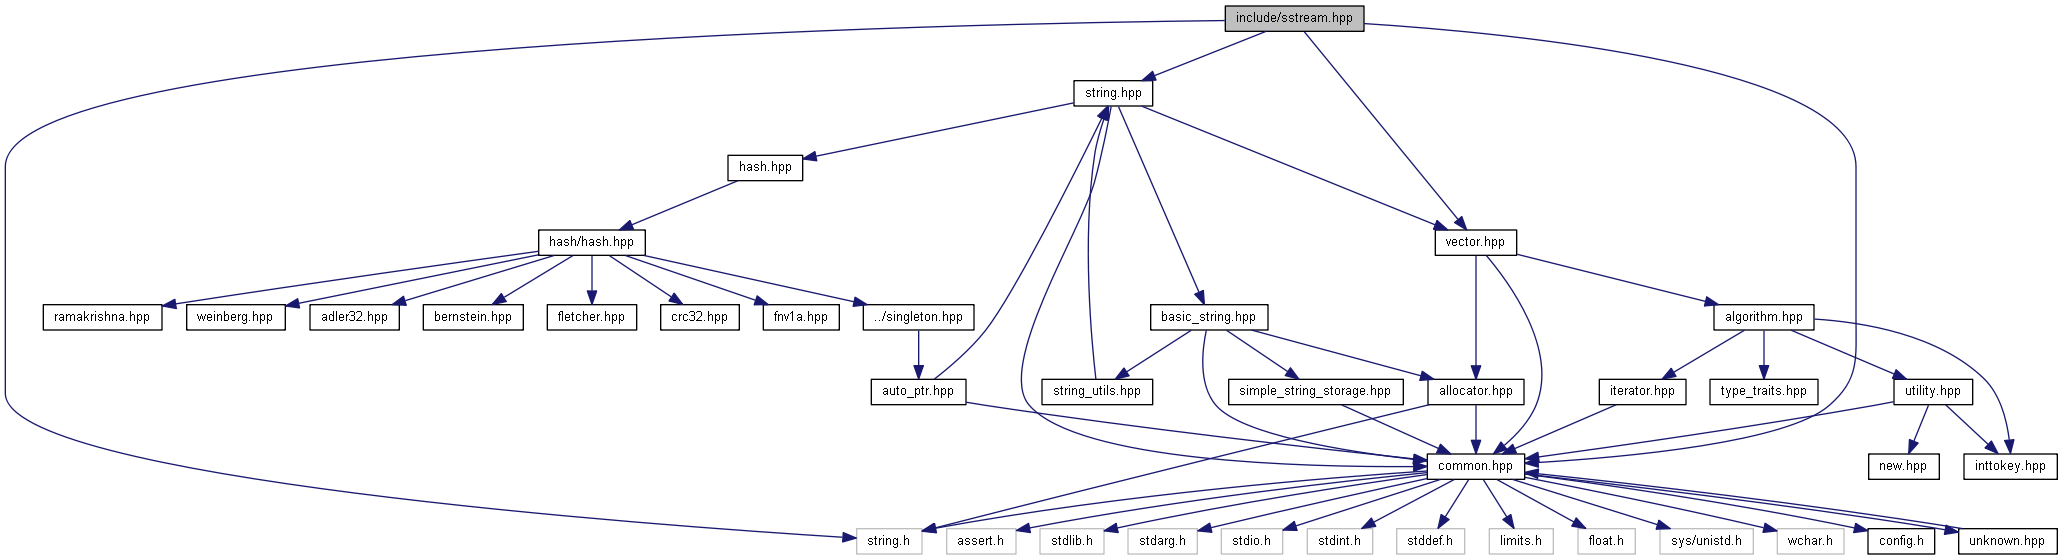 include/sstream.hpp
string.hpp
hash.hpp
hash/hash.hpp
vector.hpp
ramakrishna.hpp
weinberg.hpp
adler32.hpp
bernstein.hpp
fletcher.hpp
crc32.hpp
fnv1a.hpp
../singleton.hpp
basic_string.hpp
algorithm.hpp
auto_ptr.hpp
string_utils.hpp
simple_string_storage.hpp
allocator.hpp
iterator.hpp
type_traits.hpp
utility.hpp
common.hpp
new.hpp
inttokey.hpp
string.h
assert.h
stdlib.h
stdarg.h
stdio.h
stdint.h
stddef.h
limits.h
float.h
sys/unistd.h
wchar.h
config.h
unknown.hpp